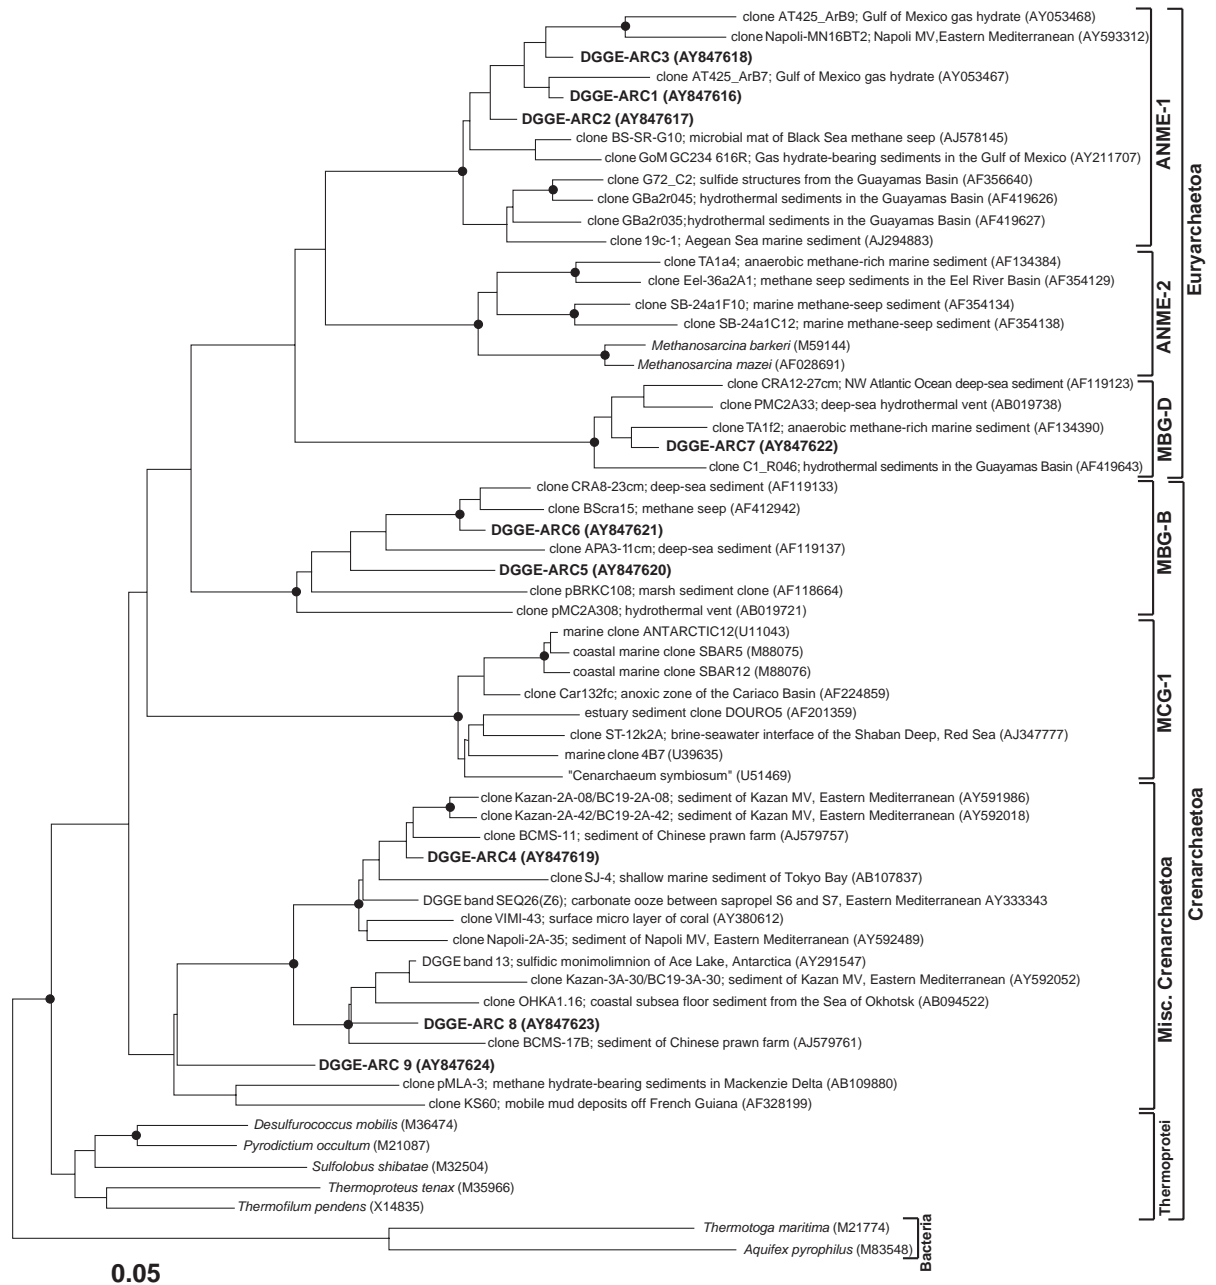 clone AT425_ArB9; Gulf of Mexico gas hydrate (AY053468)
clone Napoli-MN16BT2; Napoli MV,Eastern Mediterranean (AY593312)
DGGE-ARC3 (AY847618)
clone AT425_ArB7; Gulf of Mexico gas hydrate (AY053467)
DGGE-ARC1 (AY847616)
DGGE-ARC2 (AY847617)
clone BS-SR-G10; microbial mat of Black Sea methane seep (AJ578145)
clone GoM GC234 616R; Gas hydrate-bearing sediments in the Gulf of Mexico (AY211707)
clone G72_C2; sulfide structures from the Guayamas Basin (AF356640)
clone GBa2r045; hydrothermal sediments in the Guayamas Basin (AF419626)
clone GBa2r035;hydrothermal sediments in the Guayamas Basin (AF419627)
clone 19c-1; Aegean Sea marine sediment (AJ294883)
ANME-1
clone TA1a4; anaerobic methane-rich marine sediment (AF134384)
clone Eel-36a2A1; methane seep sediments in the Eel River Basin (AF354129)
clone SB-24a1F10; marine methane-seep sediment (AF354134)
clone SB-24a1C12; marine methane-seep sediment (AF354138)
Methanosarcina barkeri (M59144)
Methanosarcina mazei (AF028691)
ANME-2
clone CRA12-27cm; NW Atlantic Ocean deep-sea sediment (AF119123)
clone PMC2A33; deep-sea hydrothermal vent (AB019738)
clone TA1f2; anaerobic methane-rich marine sediment (AF134390)
DGGE-ARC7 (AY847622)
clone C1_R046; hydrothermal sediments in the Guayamas Basin (AF419643)
MBG-D
Euryarchaetoa
clone CRA8-23cm; deep-sea sediment (AF119133)
clone BScra15; methane seep (AF412942)
DGGE-ARC6 (AY847621)
clone APA3-11cm; deep-sea sediment (AF119137)
DGGE-ARC5 (AY847620)
clone pBRKC108; marsh sediment clone (AF118664)
clone pMC2A308; hydrothermal vent (AB019721)
MBG-B
marine clone ANTARCTIC12(U11043)
coastal marine clone SBAR5 (M88075)
coastal marine clone SBAR12 (M88076)
clone Car132fc; anoxic zone of the Cariaco Basin (AF224859)
estuary sediment clone DOURO5 (AF201359)
clone ST-12k2A; brine-seawater interface of the Shaban Deep, Red Sea (AJ347777)
marine clone 4B7 (U39635)
"Cenarchaeum symbiosum" (U51469)
MCG-1
clone Kazan-2A-08/BC19-2A-08; sediment of Kazan MV, Eastern Mediterranean (AY591986)
clone Kazan-2A-42/BC19-2A-42; sediment of Kazan MV, Eastern Mediterranean (AY592018)
clone BCMS-11; sediment of Chinese prawn farm (AJ579757)
DGGE-ARC4 (AY847619)
clone SJ-4; shallow marine sediment of Tokyo Bay (AB107837)
DGGE band SEQ26(Z6); carbonate ooze between sapropel S6 and S7, Eastern Mediterranean AY333343
clone VIMI-43; surface micro layer of coral (AY380612)
clone Napoli-2A-35; sediment of Napoli MV, Eastern Mediterranean (AY592489)
DGGE band 13; sulfidic monimolimnion of Ace Lake, Antarctica (AY291547)
clone Kazan-3A-30/BC19-3A-30; sediment of Kazan MV, Eastern Mediterranean (AY592052)
clone OHKA1.16; coastal subsea floor sediment from the Sea of Okhotsk (AB094522)
DGGE-ARC 8 (AY847623)
clone BCMS-17B; sediment of Chinese prawn farm (AJ579761)
DGGE-ARC 9 (AY847624)
clone pMLA-3; methane hydrate-bearing sediments in Mackenzie Delta (AB109880)
clone KS60; mobile mud deposits off French Guiana (AF328199)
Misc. Crenarchaetoa
Desulfurococcus mobilis (M36474)
Pyrodictium occultum (M21087)
Sulfolobus shibatae (M32504)
Thermoproteus tenax (M35966)
Thermofilum pendens (X14835)
Thermoprotei
Crenarchaetoa
Thermotoga maritima (M21774)
Aquifex pyrophilus (M83548)
Bacteria
0.05